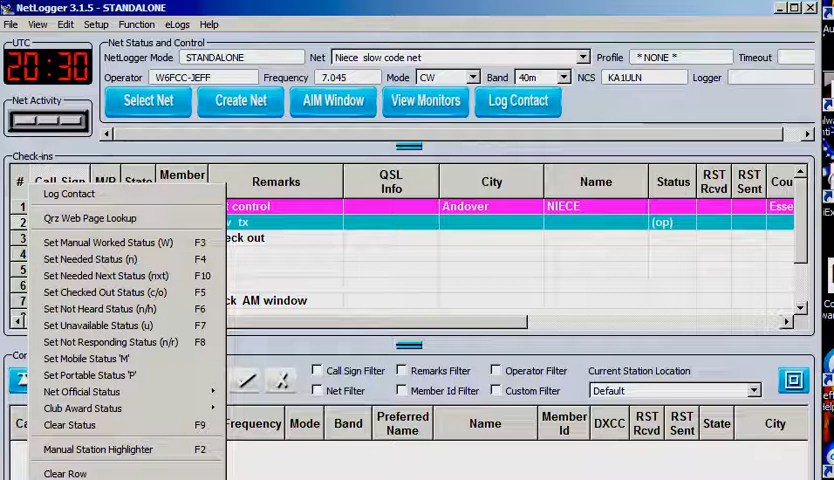 NetLogger 3.1.5 - STANDALONE
File View Edit Setup Function eLogs Help
UTC
20:30
Net Status and Control
NetLogger Mode STANDALONE Net Niece slow code net Profile *NONE * Timeout
Operator W6FCC-JEFF Frequency 7.045 Mode CW Band 40m NCS KA1ULN Logger
Net Activity
Select Net Create Net AIM Window View Monitors Log Contact
Check-ins
# Call Sign M/P State Member Remarks QSL Info City Name Status RST Rcvd RST Sent Cou
1 t control Andover NIECE Esse
2 tx (op)
3 eck out
4
5
6
7 ck AM window
Log Contact
Qrz Web Page Lookup
Set Manual Worked Status (W) F3
Set Needed Status (n) F4
Set Needed Next Status (nxt) F10
Set Checked Out Status (c/o) F5
Set Not Heard Status (n/h) F6
Set Unavailable Status (u) F7
Set Not Responding Status (n/r) F8
Set Mobile Status 'M'
Set Portable Status 'P'
Net Official Status
Club Award Status
Clear Status F9
Manual Station Highlighter F2
Clear Row
Call Sign Filter Remarks Filter Operator Filter Current Station Location
Net Filter Member Id Filter Custom Filter Default
Ca Frequency Mode Band Preferred Name Name Member Id DXCC RST Rcvd RST Sent State City